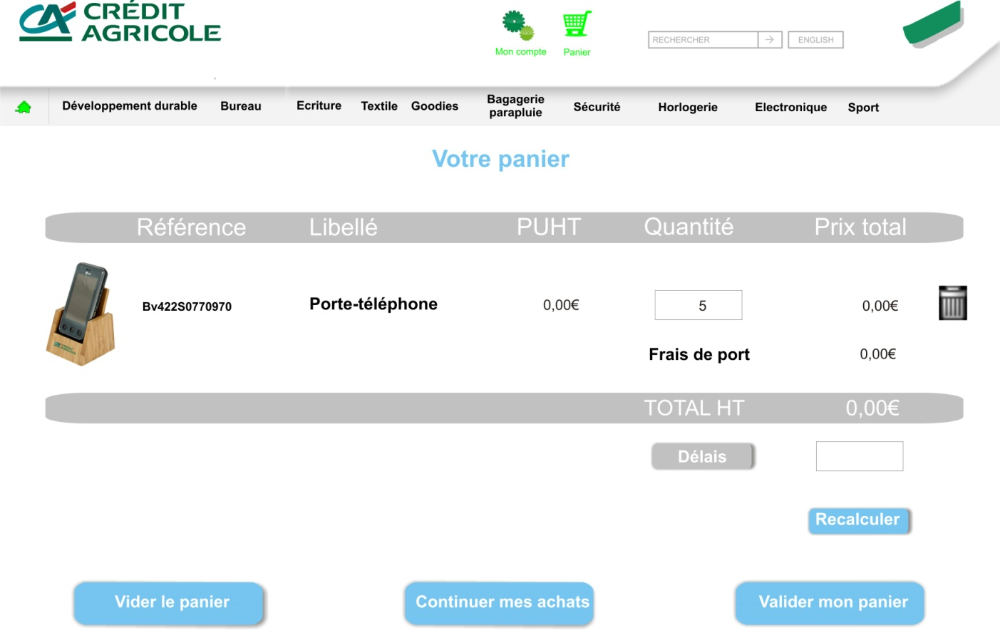 CRÉDIT
AGRICOLE
Mon compte
Panier
RECHERCHER
ENGLISH
Développement durable
Bureau
Ecriture
Textile
Goodies
Bagagerie
parapluie
Sécurité
Horlogerie
Electronique
Sport
Votre panier
Référence Libellé PUHT Quantité Prix total
Bv422S0770970 Porte-téléphone 0,00€ 5 0,00€
CRÉDIT
AGRICOLE
Frais de port 0,00€
TOTAL HT 0,00€
Délais
Recalculer
Vider le panier
Continuer mes achats
Valider mon panier